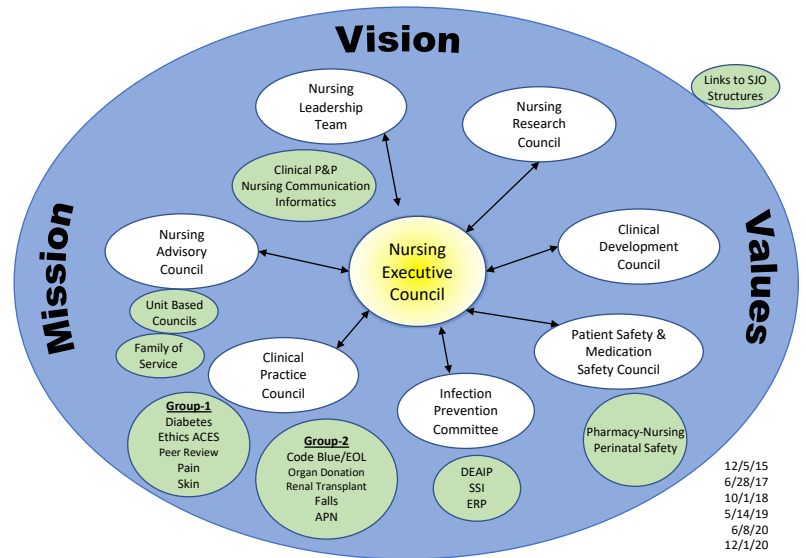 Vision
Mission
Values
Links to SJO
Structures
Nursing
Leadership
Team
Nursing
Research
Council
Clinical P&P
Nursing Communication
Informatics
Nursing
Advisory
Council
Nursing
Executive
Council
Clinical
Development
Council
Unit Based
Councils
Family of
Service
Clinical
Practice
Council
Infection
Prevention
Committee
Patient Safety &
Medication
Safety Council
Group-1
Diabetes
Ethics ACES
Peer Review
Pain
Skin
Group-2
Code Blue/EOL
Organ Donation
Renal Transplant
Falls
APN
DEAIP
SSI
ERP
Pharmacy-Nursing
Perinatal Safety
12/5/15
6/28/17
10/1/18
5/14/19
6/8/20
12/1/20